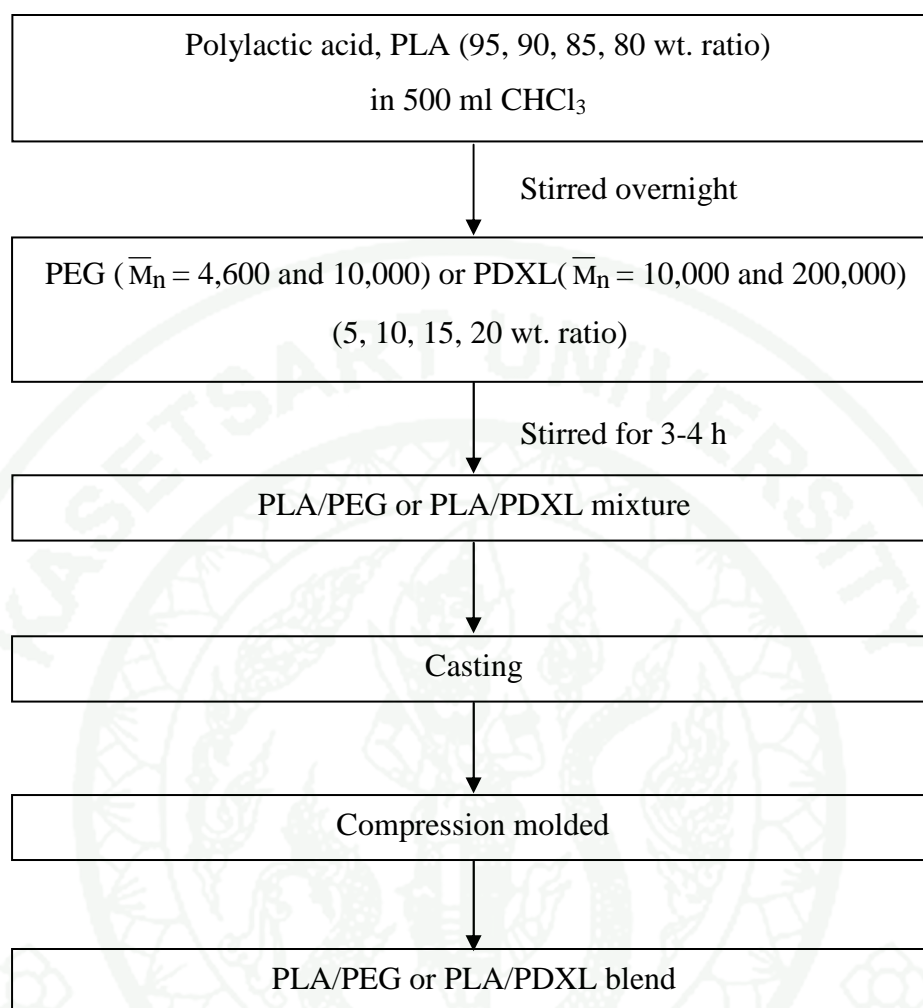 Polylactic acid, PLA (95, 90, 85, 80 wt. ratio)
in 500 ml CHCl₃
Stirred overnight
PEG ( M̅n = 4,600 and 10,000) or PDXL( M̅n = 10,000 and 200,000)
(5, 10, 15, 20 wt. ratio)
Stirred for 3-4 h
PLA/PEG or PLA/PDXL mixture
KASETSART UNIVERSITY
Casting
Compression molded
PLA/PEG or PLA/PDXL blend